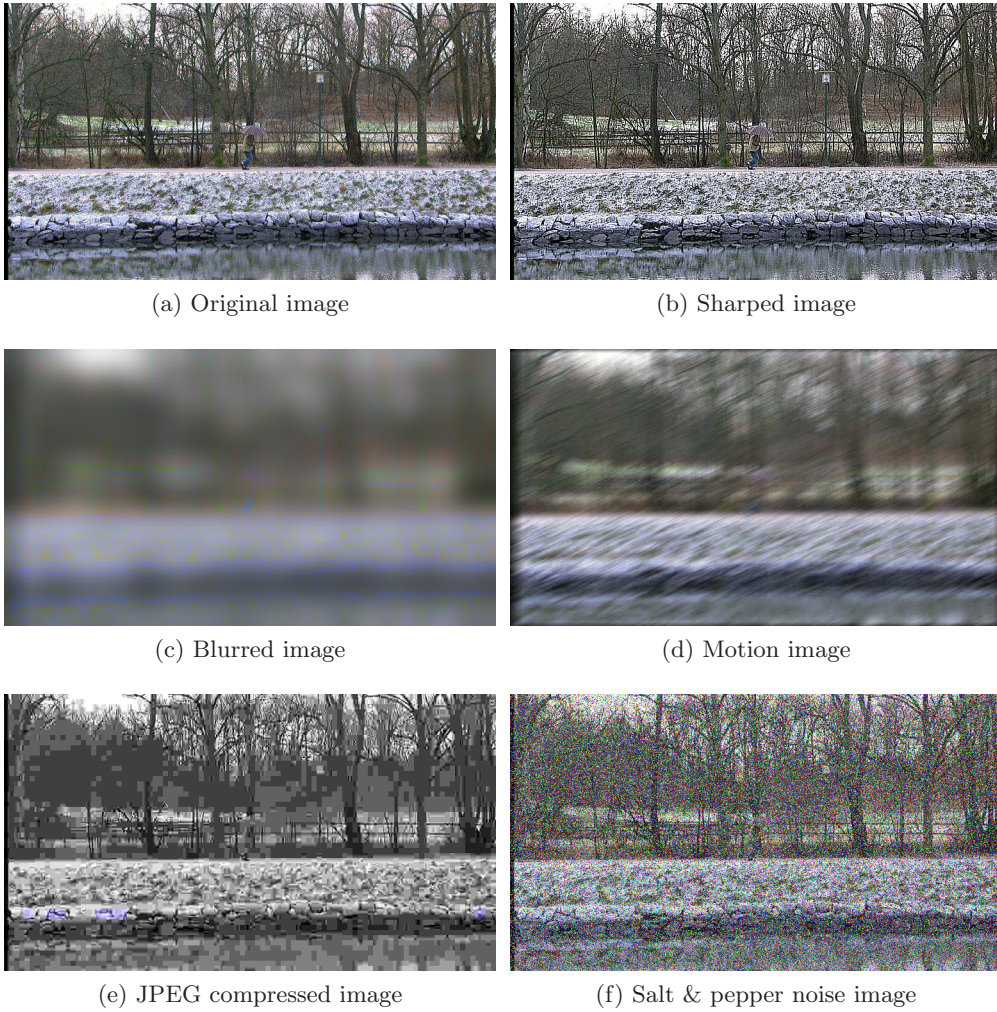 (a) Original image
(b) Sharped image
(c) Blurred image
(d) Motion image
(e) JPEG compressed image
(f) Salt & pepper noise image